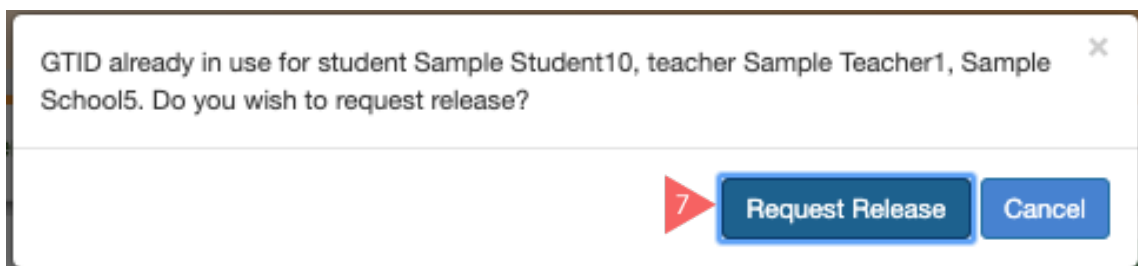 GTID already in use for student Sample Student10, teacher Sample Teacher1, Sample
School5. Do you wish to request release?
×
7
Request Release
Cancel